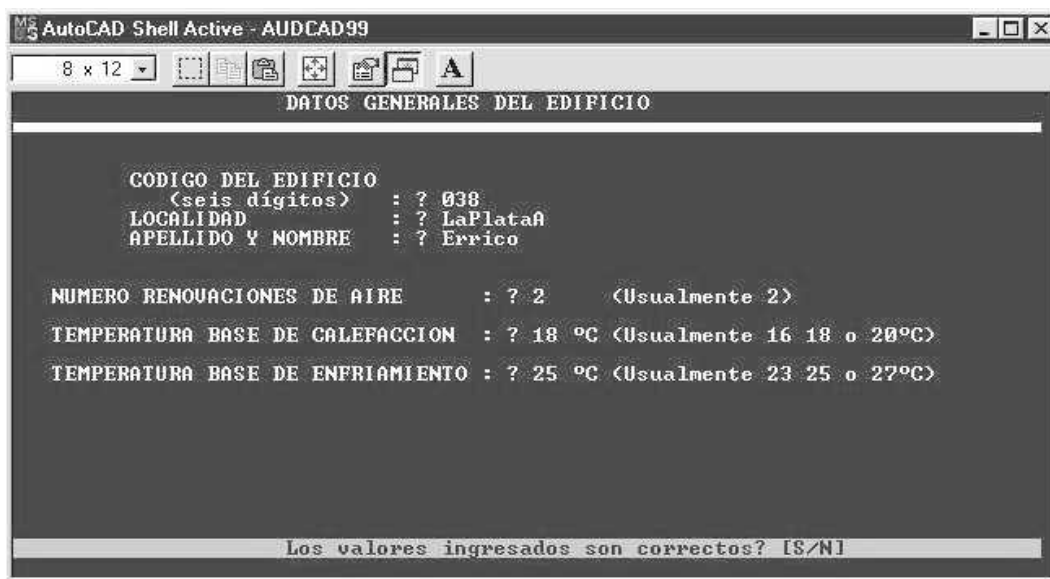 AutoCAD Shell Active - AUDCAD99
8 x 12 A
DATOS GENERALES DEL EDIFICIO
CODIGO DEL EDIFICIO
(seis dígitos) : ? 038
LOCALIDAD : ? LaPlataA
APELLIDO Y NOMBRE : ? Errico
NUMERO RENOVACIONES DE AIRE : ? 2 (Usualmente 2)
TEMPERATURA BASE DE CALEFACCION : ? 18 ºC (Usualmente 16 18 o 20ºC)
TEMPERATURA BASE DE ENFRIAMIENTO : ? 25 ºC (Usualmente 23 25 o 27ºC)
Los valores ingresados son correctos? [S/N]